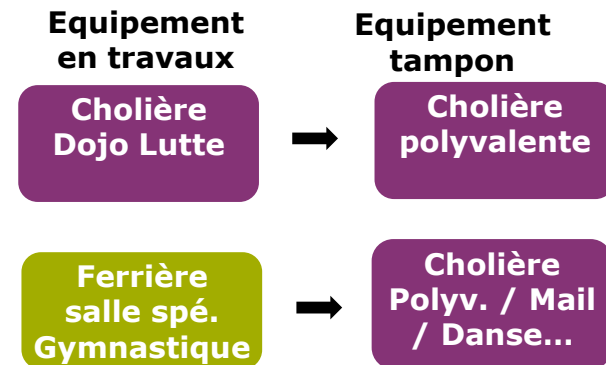 Equipement
en travaux
Equipement
tampon
Cholière
Dojo Lutte
Cholière
polyvalente
Ferrière
salle spé.
Gymnastique
Cholière
Polyv. / Mail
/ Danse...